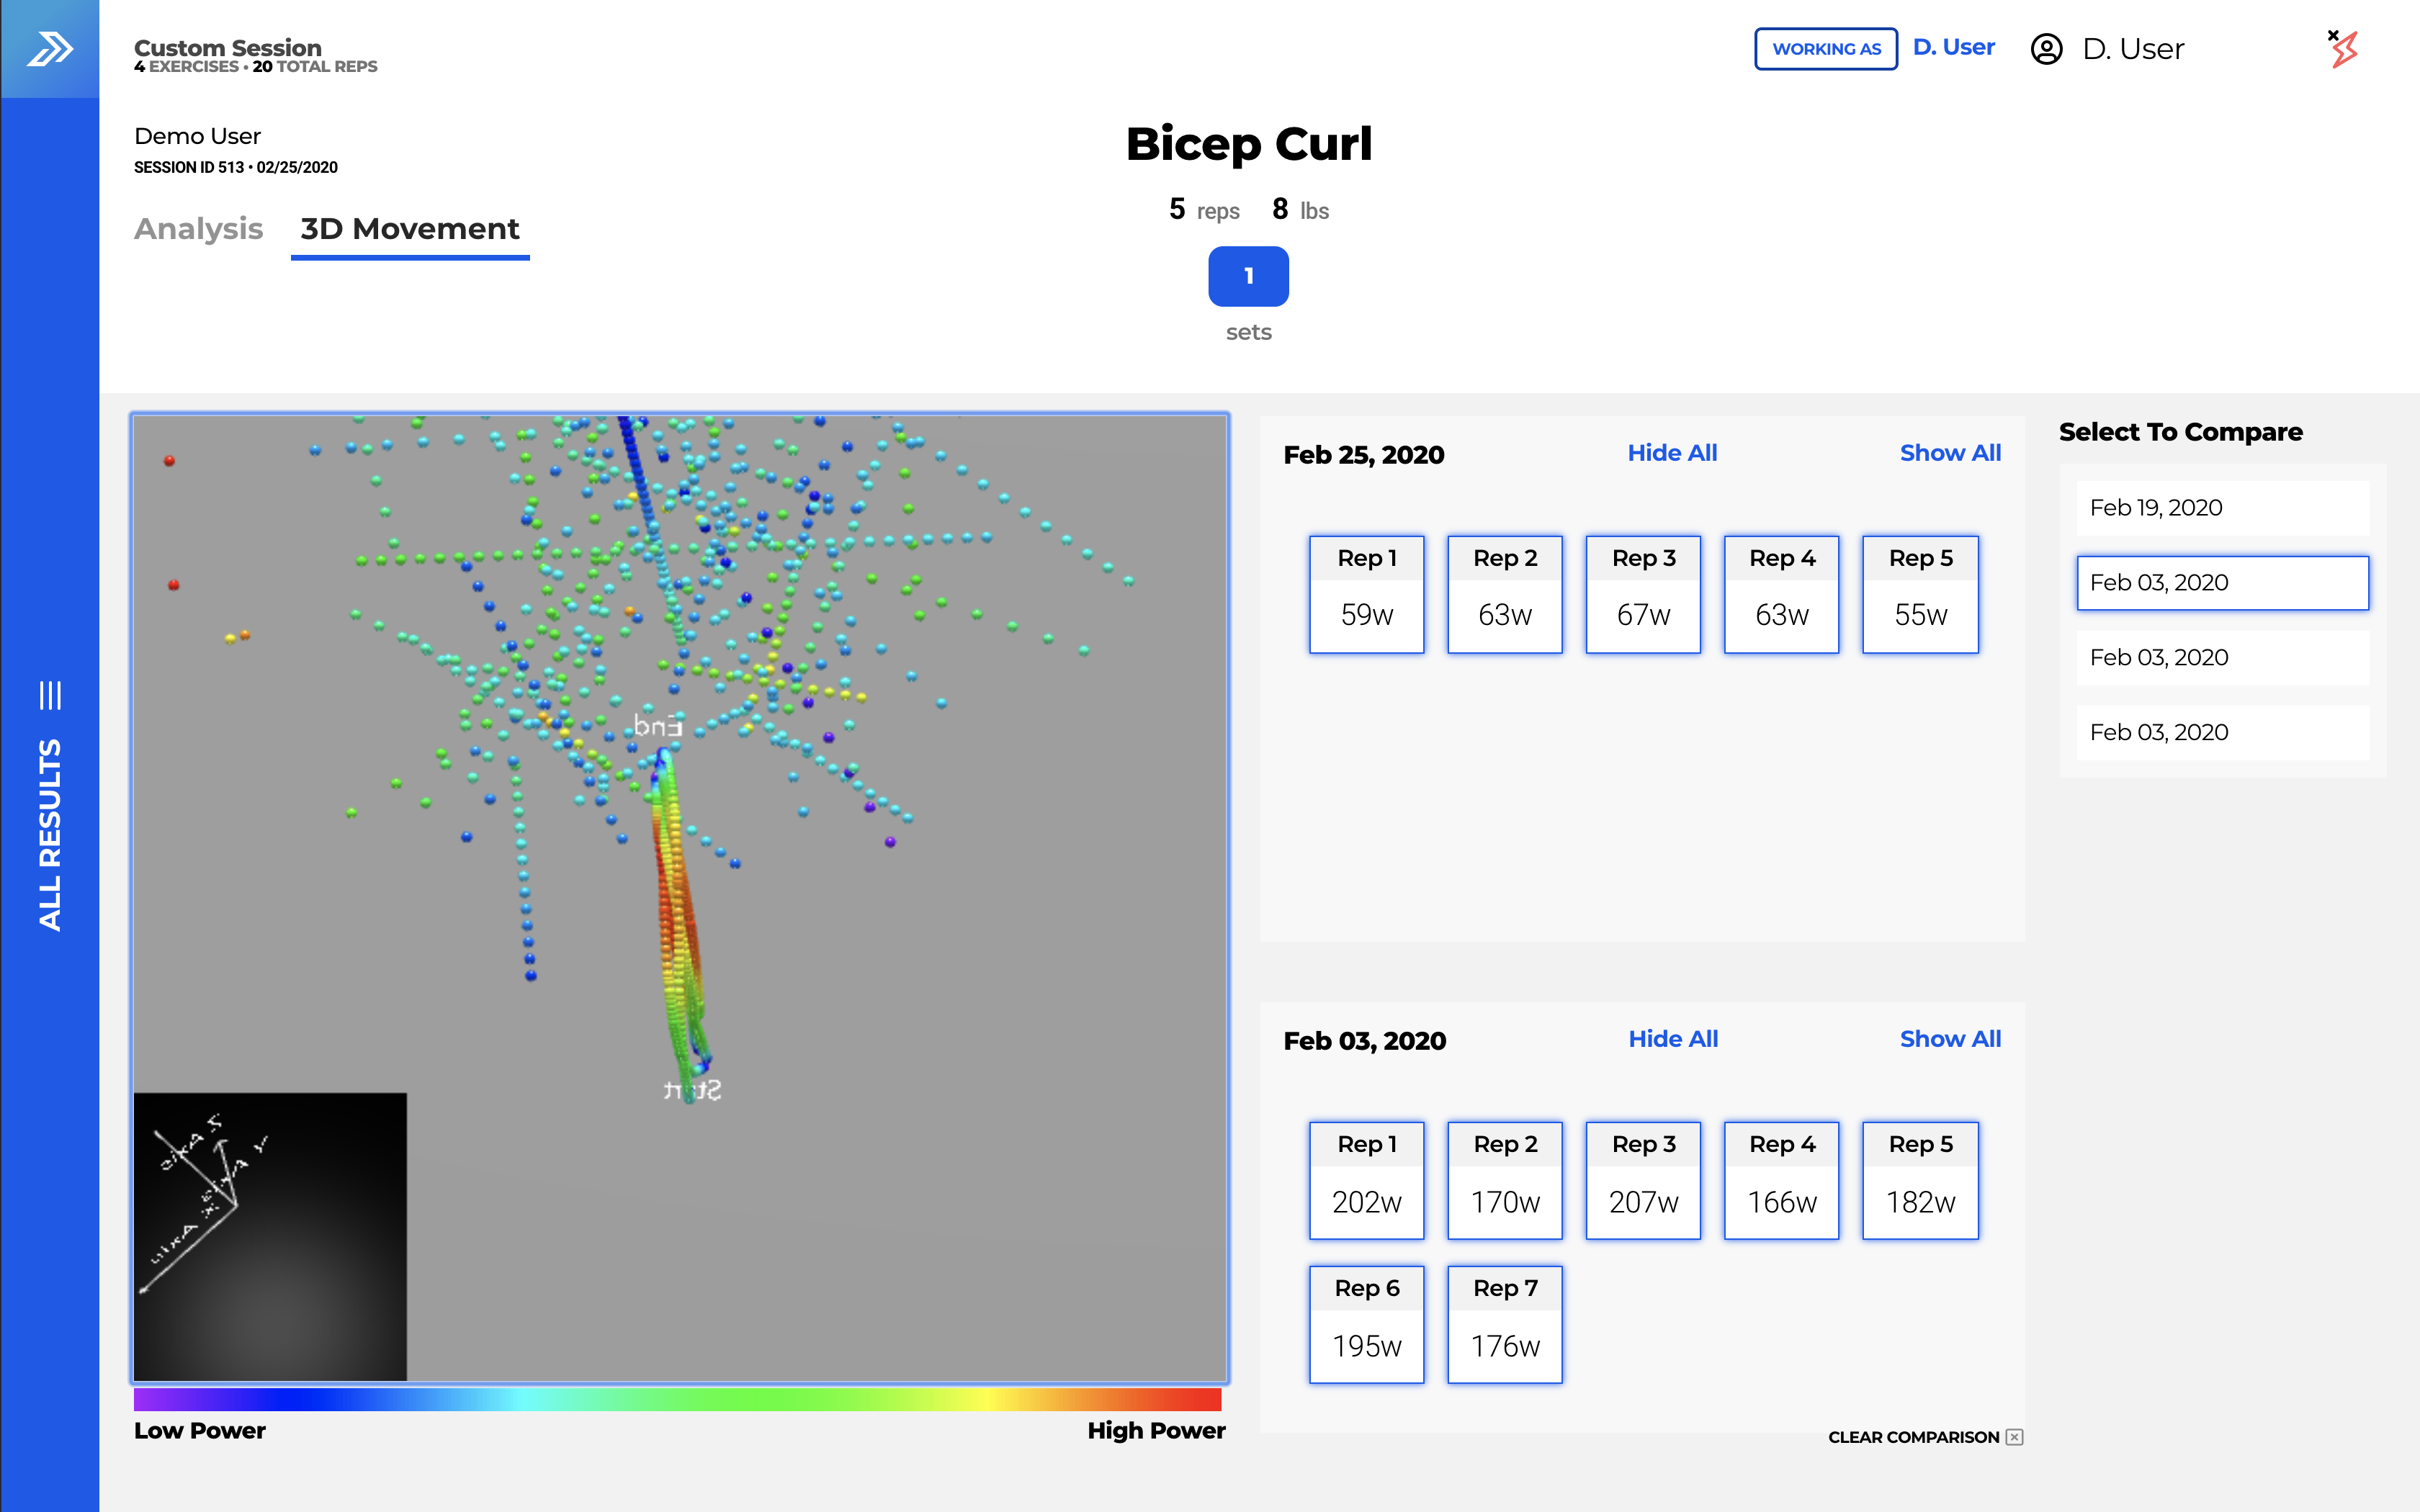 Custom Session
4 EXERCISES • 20 TOTAL REPS
WORKING AS D. User D. User
Demo User
SESSION ID 513 • 02/25/2020
Analysis 3D Movement
Bicep Curl
5 reps 8 lbs
1
sets
ALL RESULTS
End
Start
X Axis
Y Axis
Z Axis
Low Power High Power
Feb 25, 2020 Hide All Show All
Rep 1 Rep 2 Rep 3 Rep 4 Rep 5
59w 63w 67w 63w 55w
Feb 03, 2020 Hide All Show All
Rep 1 Rep 2 Rep 3 Rep 4 Rep 5
202w 170w 207w 166w 182w
Rep 6 Rep 7
195w 176w
CLEAR COMPARISON
Select To Compare
Feb 19, 2020
Feb 03, 2020
Feb 03, 2020
Feb 03, 2020